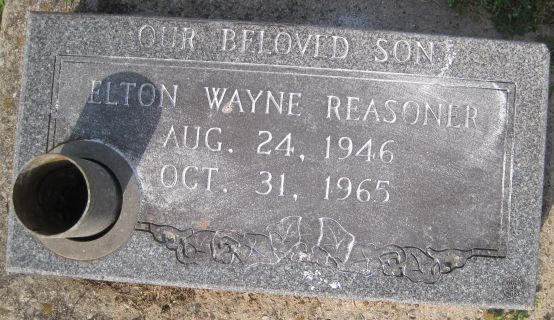 OUR BELOVED SON
ELTON WAYNE REASONER
AUG. 24, 1946
OCT. 31, 1965